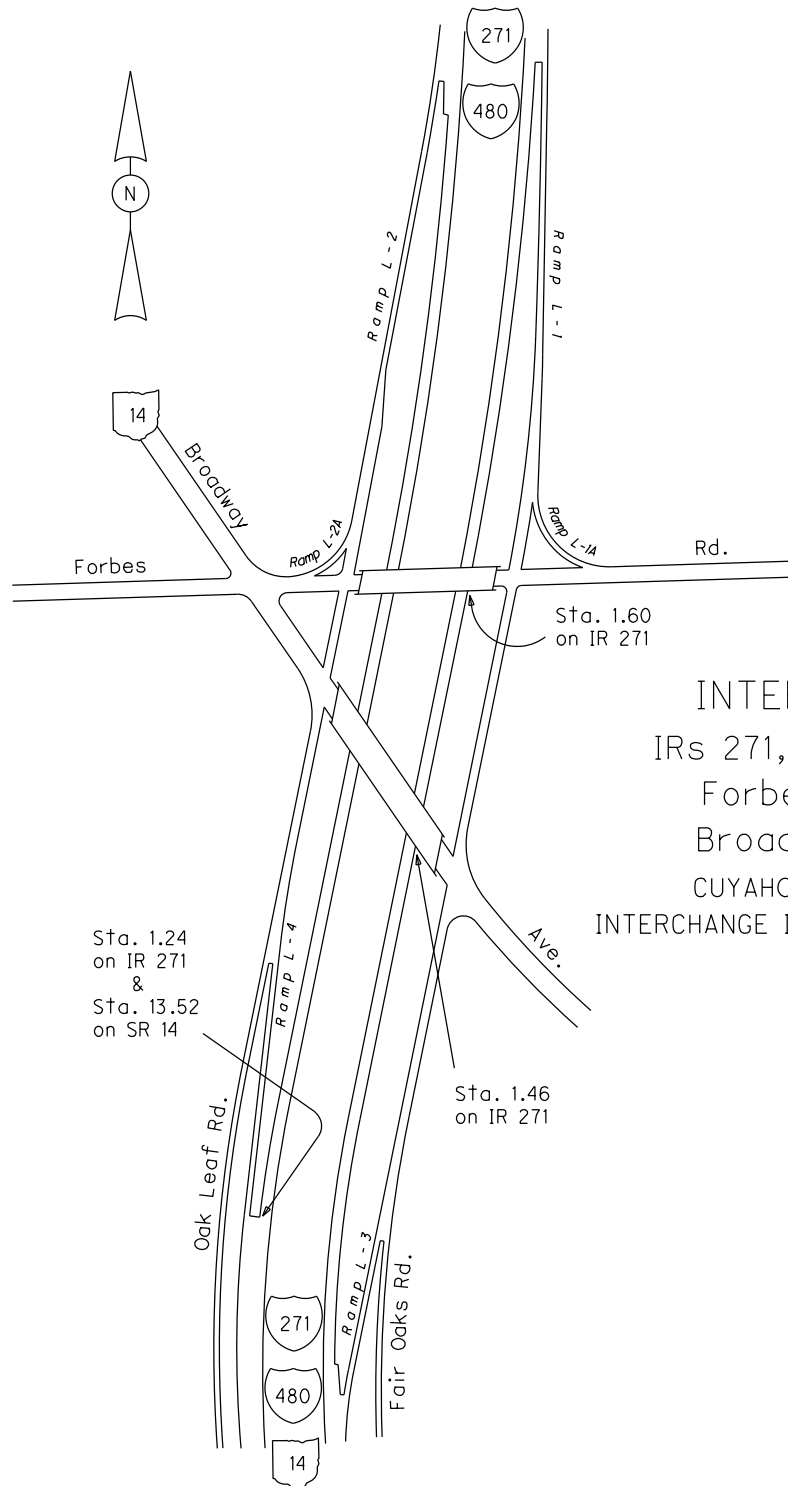 271
480
N
Ramp L-2
Ramp L-1
14
Broadway
Ramp L-2A
Ramp L-1A
Forbes
Rd.
Sta. 1.60
on IR 271
INTE
IRs 271,
Forbe
Broad
CUYAHO
INTERCHANGE I
Ave.
Ramp L-4
Sta. 1.24
on IR 271
&
Sta. 13.52
on SR 14
Sta. 1.46
on IR 271
Oak Leaf Rd.
Ramp L-3
Fair Oaks Rd.
271
480
14